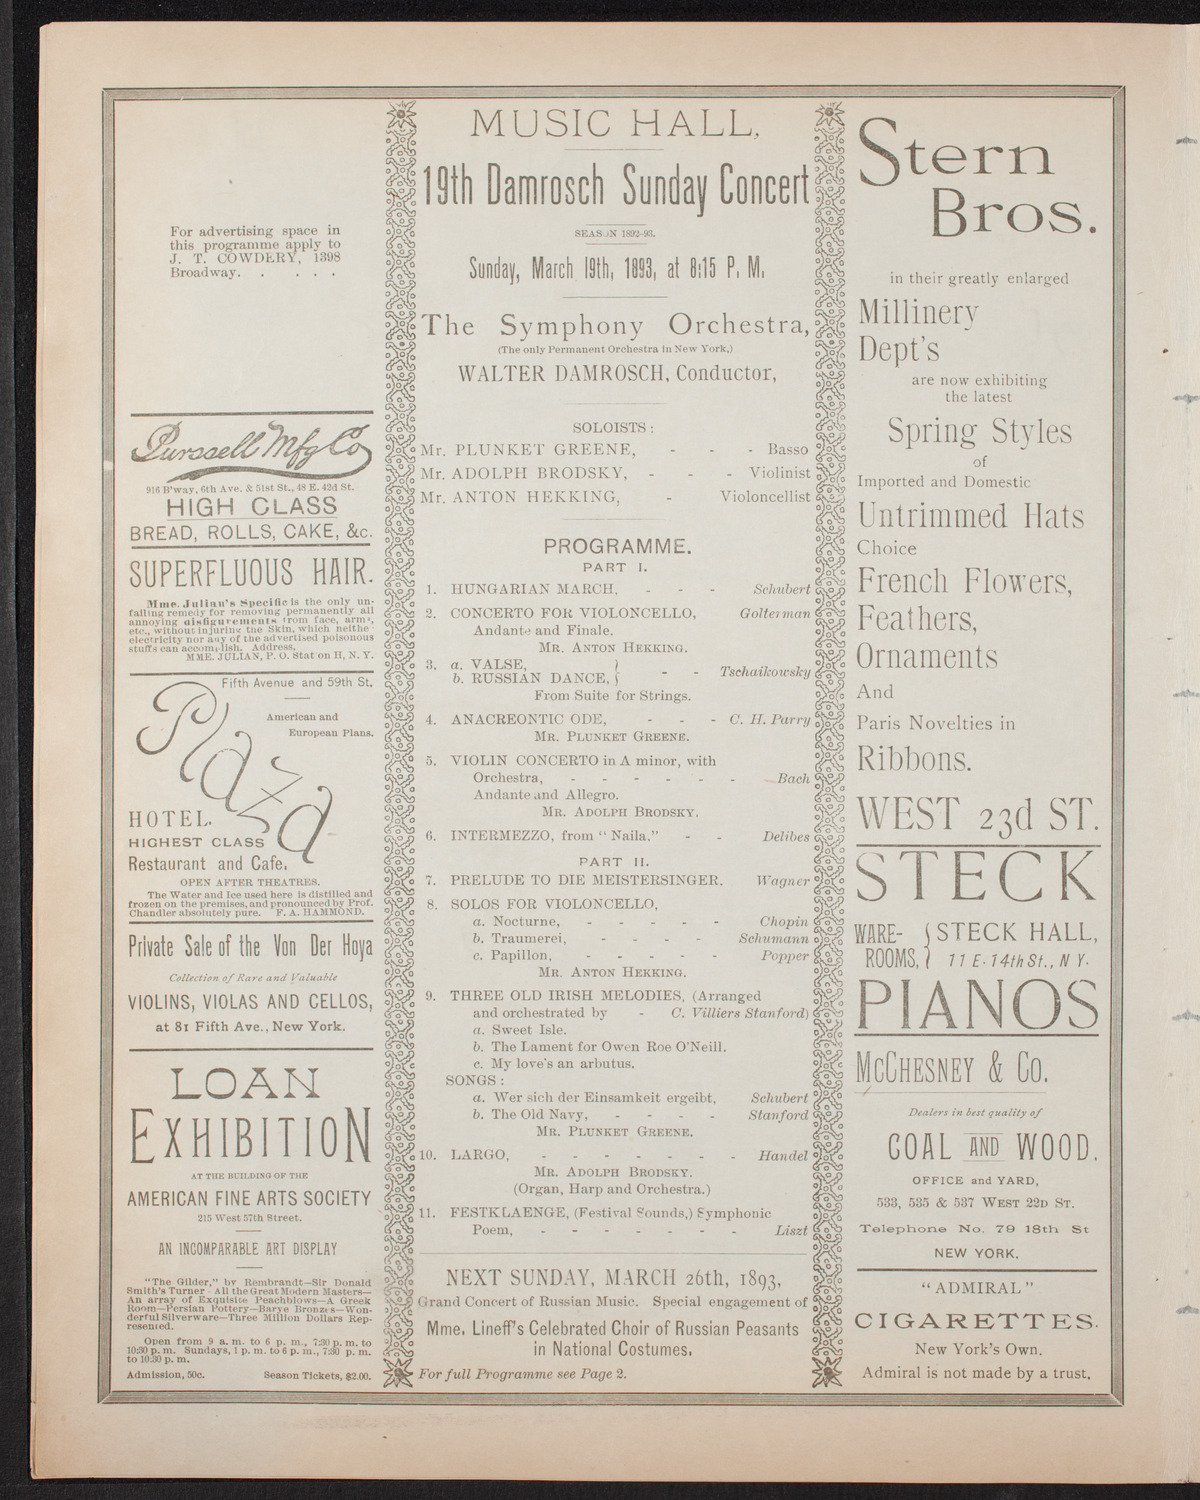 For advertising space in
this programme apply to
J. T. COWDERY, 1398
Broadway. . . . .
Purssell Mfg Co
916 B'way, 6th Ave. & 51st St., 48 E. 42d St.
HIGH CLASS
BREAD, ROLLS, CAKE, &c.
SUPERFLUOUS HAIR.
Mme. Julian's Specific is the only un-
failing remedy for removing permanently all
annoying disfigurements from face, arms,
etc., without injuring the Skin, which neithe
electricity nor any of the advertised poisonous
stuffs can accomplish. Address,
MME. JULIAN, P. O. Stat on H, N. Y.
Fifth Avenue and 59th St.
American and
European Plans.
Plaza
HOTEL.
HIGHEST CLASS
Restaurant and Cafe.
OPEN AFTER THEATRES.
The Water and Ice used here is distilled and
frozen on the premises, and pronounced by Prof.
Chandler absolutely pure. F. A. HAMMOND.
Private Sale of the Von Der Hoya
Collection of Rare and Valuable
VIOLINS, VIOLAS AND CELLOS,
at 81 Fifth Ave., New York.
LOAN
EXHIBITION
AT THE BUILDING OF THE
AMERICAN FINE ARTS SOCIETY
215 West 57th Street.
AN INCOMPARABLE ART DISPLAY
"The Gilder," by Rembrandt—Sir Donald
Smith's Turner - All the Great Modern Masters—
An array of Exquisite Peachblows—A Greek
Room—Persian Pottery—Barye Bronzes—Won-
derful Silverware—Three Million Dollars Rep-
resented.
Open from 9 a. m. to 6 p. m., 7:30 p. m. to
10:30 p. m. Sundays, 1 p. m. to 6 p. m., 7:30 p. m.
to 10:30 p. m.
Admission, 50c. Season Tickets, $2.00.
MUSIC HALL,
19th Damrosch Sunday Concert
SEASON 1892-93.
Sunday, March 19th, 1893, at 8:15 P. M.
The Symphony Orchestra,
(The only Permanent Orchestra in New York.)
WALTER DAMROSCH, Conductor,
SOLOISTS :
Mr. PLUNKET GREENE, - - - Basso
Mr. ADOLPH BRODSKY, - - - Violinist
Mr. ANTON HEKKING, - Violoncellist
PROGRAMME.
PART I.
1. HUNGARIAN MARCH, - - - Schubert
2. CONCERTO FOR VIOLONCELLO, Golterman
Andante and Finale.
MR. ANTON HEKKING.
3. a. VALSE,
b. RUSSIAN DANCE, } - - Tschaikowsky
From Suite for Strings.
4. ANACREONTIC ODE, - - - C. H. Parry
MR. PLUNKET GREENE.
5. VIOLIN CONCERTO in A minor, with
Orchestra, - - - - - - Bach
Andante and Allegro.
MR. ADOLPH BRODSKY.
6. INTERMEZZO, from "Naila." - - Delibes
PART II.
7. PRELUDE TO DIE MEISTERSINGER. Wagner
8. SOLOS FOR VIOLONCELLO,
a. Nocturne, - - - - - Chopin
b. Traumerei, - - - - Schumann
c. Papillon, - - - - - Popper
MR. ANTON HEKKING.
9. THREE OLD IRISH MELODIES, (Arranged
and orchestrated by - C. Villiers Stanford)
a. Sweet Isle.
b. The Lament for Owen Roe O'Neill.
c. My love's an arbutus.
SONGS :
a. Wer sich der Einsamkeit ergeibt, Schubert
b. The Old Navy, - - - - Stanford
MR. PLUNKET GREENE.
10. LARGO, - - - - - - Handel
MR. ADOLPH BRODSKY.
(Organ, Harp and Orchestra.)
11. FESTKLAENGE, (Festival Sounds,) Symphonic
Poem, - - - - - - - Liszt
NEXT SUNDAY, MARCH 26th, 1893,
Grand Concert of Russian Music. Special engagement of
Mme. Lineff's Celebrated Choir of Russian Peasants
in National Costumes.
For full Programme see Page 2.
Stern
Bros.
in their greatly enlarged
Millinery
Dept's
are now exhibiting
the latest
Spring Styles
of
Imported and Domestic
Untrimmed Hats
Choice
French Flowers,
Feathers,
Ornaments
And
Paris Novelties in
Ribbons.
WEST 23d ST.
STECK
WARE-
ROOMS, { STECK HALL,
11 E. 14th St., N Y.
PIANOS
MCCHESNEY & CO.
Dealers in best quality of
COAL AND WOOD.
OFFICE and YARD,
533, 535 & 537 WEST 22D ST.
Telephone No. 79 18th St
NEW YORK.
"ADMIRAL"
CIGARETTES.
New York's Own.
Admiral is not made by a trust.